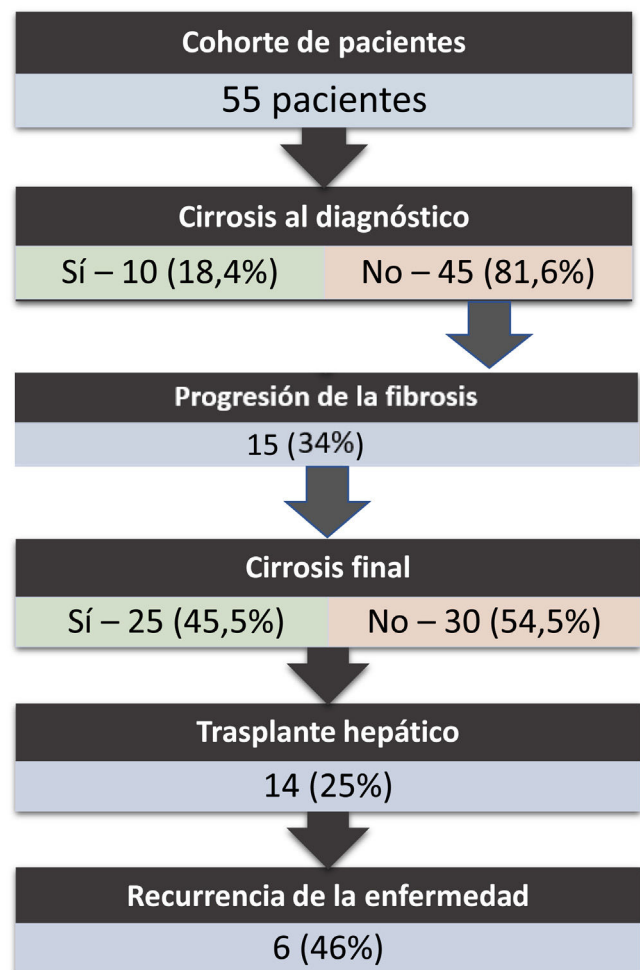 Cohorte de pacientes
55 pacientes
Cirrosis al diagnóstico
Sí – 10 (18,4%) No – 45 (81,6%)
Progresión de la fibrosis
15 (34%)
Cirrosis final
Sí – 25 (45,5%) No – 30 (54,5%)
Trasplante hepático
14 (25%)
Recurrencia de la enfermedad
6 (46%)